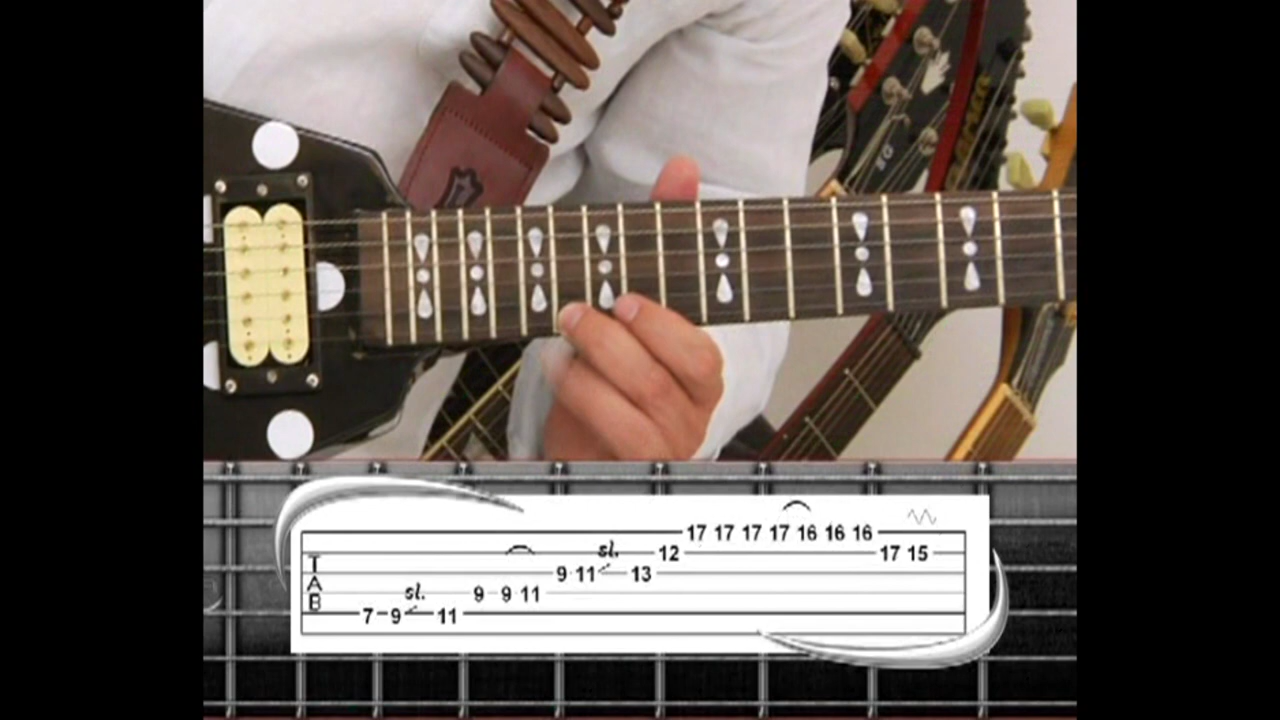 17 17 17 17 16 16 16
sl. 12 17 15
T
9 11 13
A
sl. 9 9 11
B
7 9 11